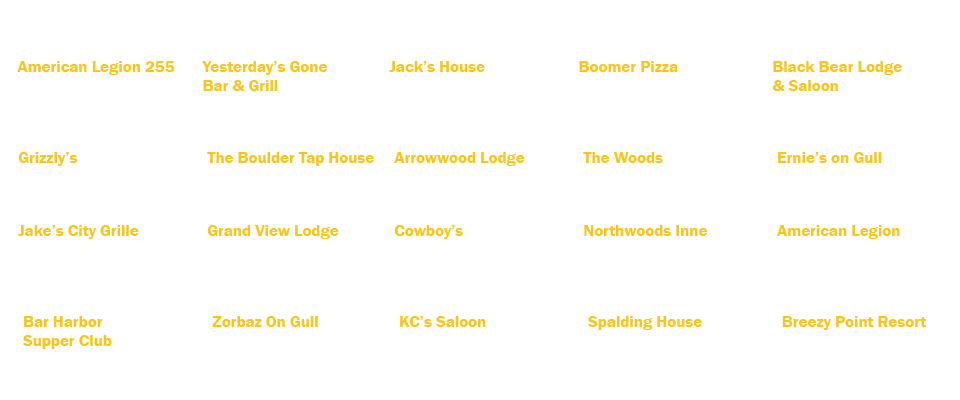 American Legion 255
Yesterday's Gone
Bar & Grill
Jack's House
Boomer Pizza
Black Bear Lodge
& Saloon
Grizzly's
The Boulder Tap House
Arrowwood Lodge
The Woods
Ernie's on Gull
Jake's City Grille
Grand View Lodge
Cowboy's
Northwoods Inne
American Legion
Bar Harbor
Supper Club
Zorbaz On Gull
KC's Saloon
Spalding House
Breezy Point Resort